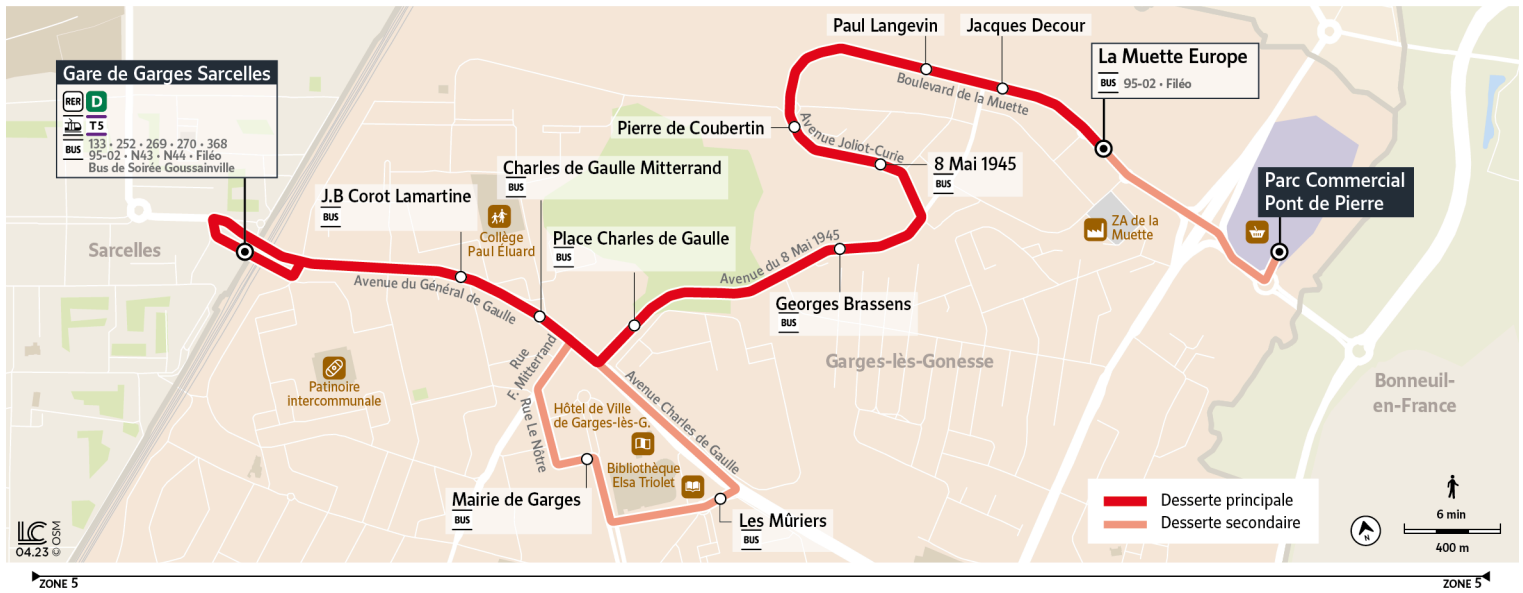 Paul Langevin
Jacques Decour
La Muette Europe
BUS 95-02 • Filéo
Boulevard de la Muette
Gare de Garges Sarcelles
RER D
T5
BUS
133 • 252 • 269 • 270 • 368
95-02 • N43 • N44 • Filéo
Bus de Soirée Goussainville
Pierre de Coubertin
Avenue Joliot-Curie
8 Mai 1945
BUS
Charles de Gaulle Mitterrand
BUS
J.B Corot Lamartine
BUS
Collège
Paul Éluard
Place Charles de Gaulle
BUS
Parc Commercial
Pont de Pierre
ZA de la
Muette
Sarcelles
Avenue du Général de Gaulle
Avenue du 8 Mai 1945
Georges Brassens
BUS
Garges-lès-Gonesse
Bonneuil-
en-France
Patinoire
intercommunale
Rue
F. Mitterrand
Rue Le Nôtre
Avenue Charles de Gaulle
Hôtel de Ville
de Garges-lès-G.
Bibliothèque
Elsa Triolet
Mairie de Garges
BUS
Les Mûriers
BUS
Desserte principale
Desserte secondaire
6 min
400 m
LC
04.23 © OSM
ZONE 5
ZONE 5